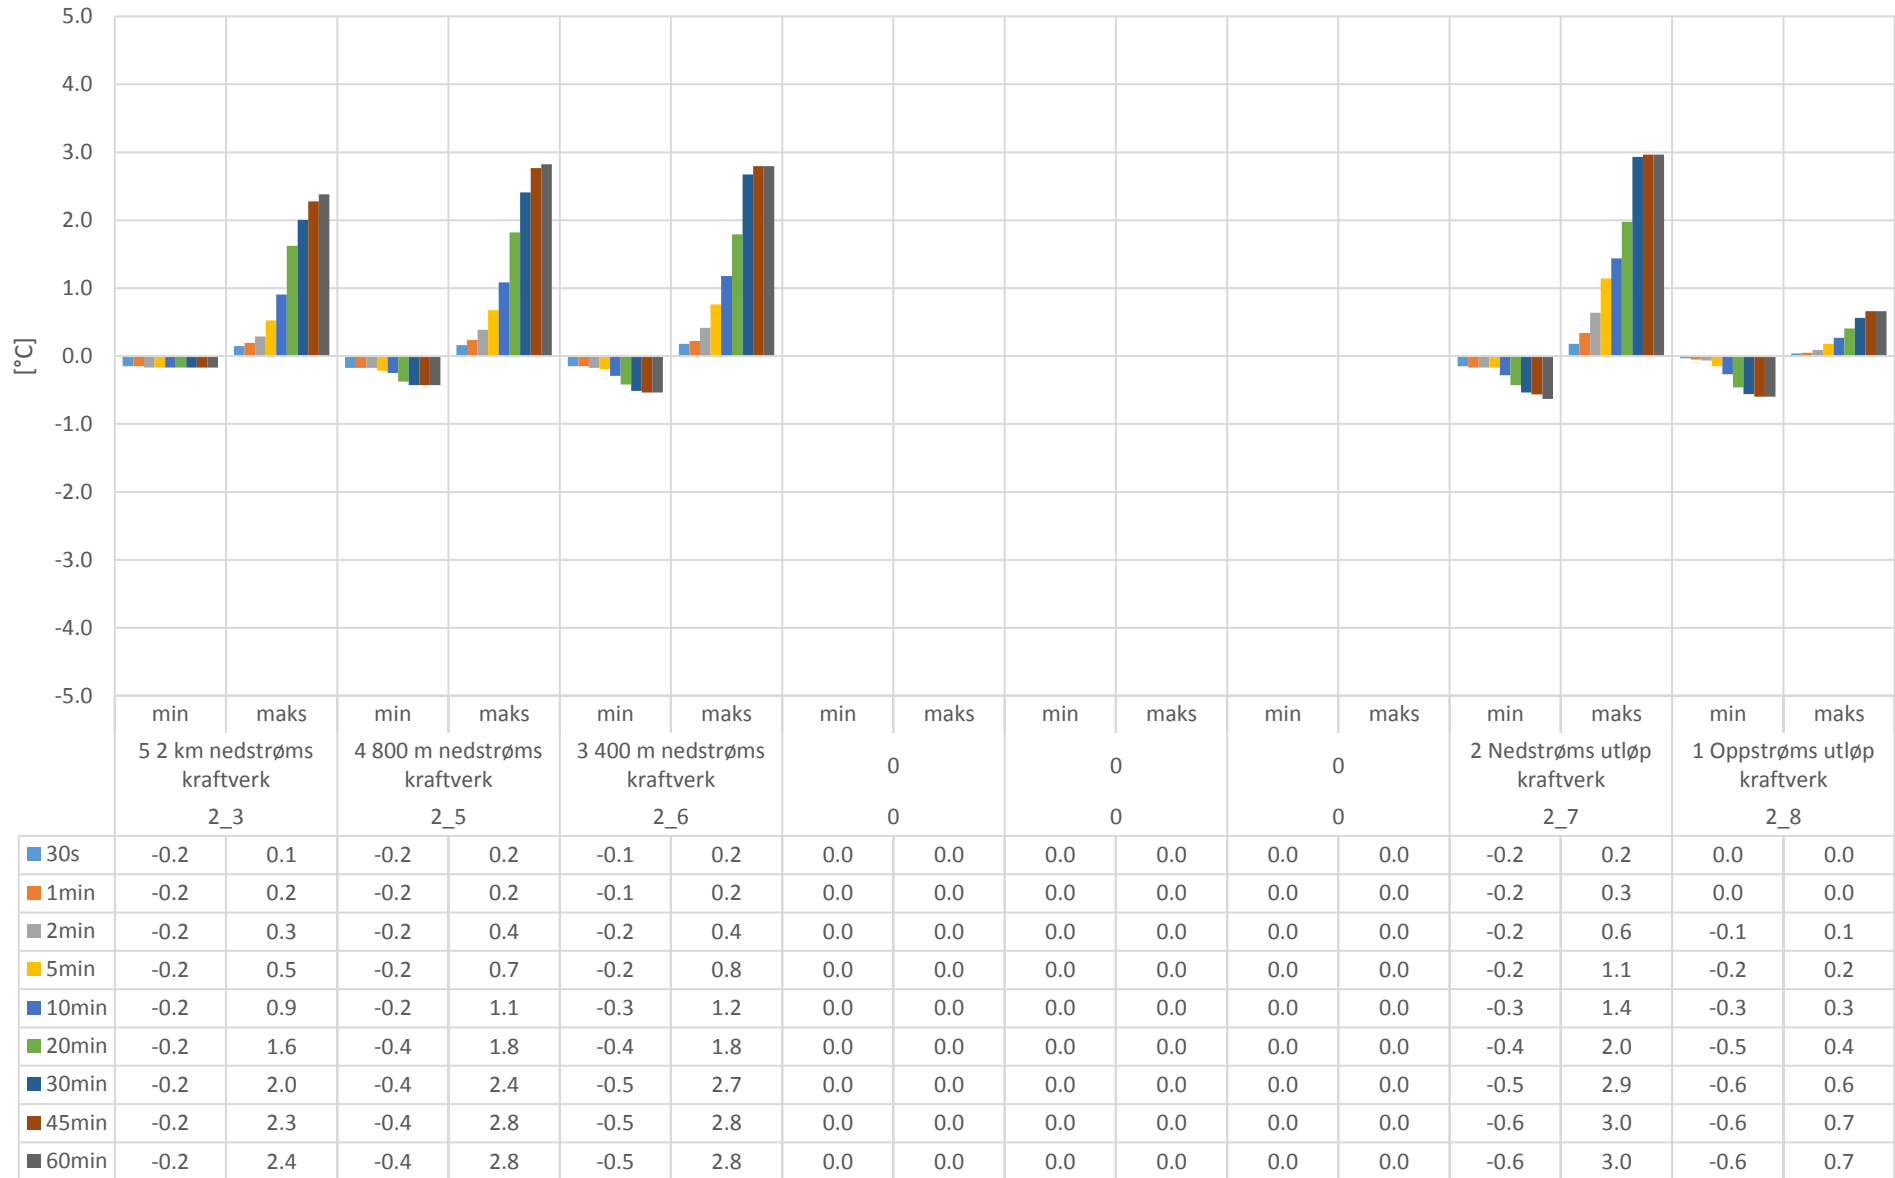 5.0
4.0
3.0
2.0
1.0
0.0
-1.0
-2.0
-3.0
-4.0
-5.0
[°C]
min maks min maks min maks min maks min maks min maks min maks min maks
5 2 km nedstrøms 4 800 m nedstrøms 3 400 m nedstrøms 0 0 0 2 Nedstrøms utløp 1 Oppstrøms utløp
kraftverk kraftverk kraftverk kraftverk kraftverk
2_3 2_5 2_6 0 0 0 2_7 2_8
30s -0.2 0.1 -0.2 0.2 -0.1 0.2 0.0 0.0 0.0 0.0 0.0 0.0 -0.2 0.2 0.0 0.0
1min -0.2 0.2 -0.2 0.2 -0.1 0.2 0.0 0.0 0.0 0.0 0.0 0.0 -0.2 0.3 0.0 0.0
2min -0.2 0.3 -0.2 0.4 -0.2 0.4 0.0 0.0 0.0 0.0 0.0 0.0 -0.2 0.6 -0.1 0.1
5min -0.2 0.5 -0.2 0.7 -0.2 0.8 0.0 0.0 0.0 0.0 0.0 0.0 -0.2 1.1 -0.2 0.2
10min -0.2 0.9 -0.2 1.1 -0.3 1.2 0.0 0.0 0.0 0.0 0.0 0.0 -0.3 1.4 -0.3 0.3
20min -0.2 1.6 -0.4 1.8 -0.4 1.8 0.0 0.0 0.0 0.0 0.0 0.0 -0.4 2.0 -0.5 0.4
30min -0.2 2.0 -0.4 2.4 -0.5 2.7 0.0 0.0 0.0 0.0 0.0 0.0 -0.5 2.9 -0.6 0.6
45min -0.2 2.3 -0.4 2.8 -0.5 2.8 0.0 0.0 0.0 0.0 0.0 0.0 -0.6 3.0 -0.6 0.7
60min -0.2 2.4 -0.4 2.8 -0.5 2.8 0.0 0.0 0.0 0.0 0.0 0.0 -0.6 3.0 -0.6 0.7